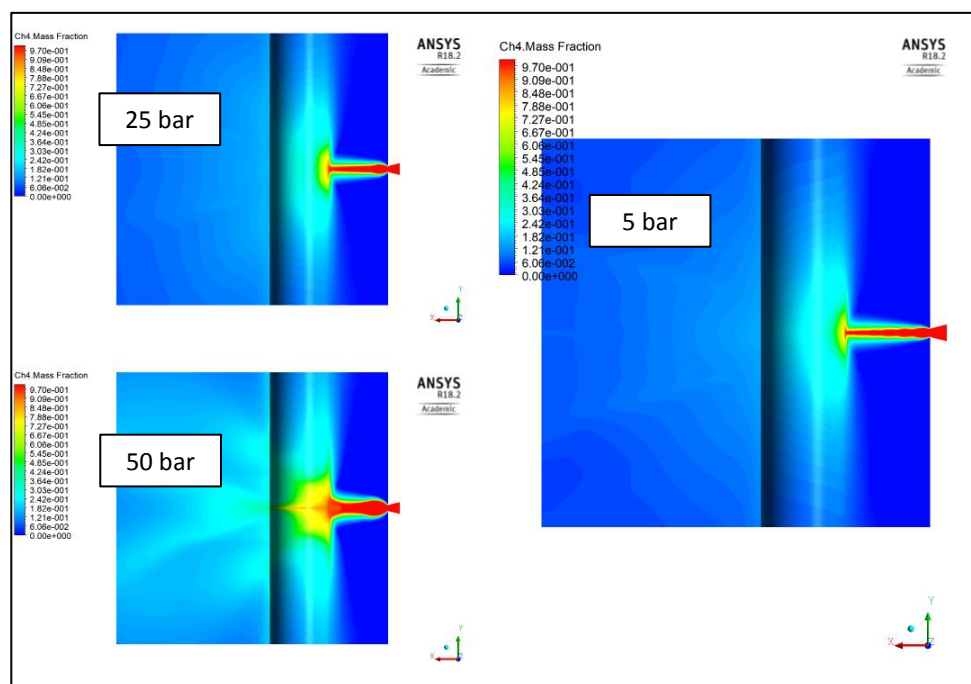 Ch4.Mass Fraction
9.70e-001
9.09e-001
8.48e-001
7.88e-001
7.27e-001
6.67e-001
6.06e-001
5.45e-001
4.85e-001
4.24e-001
3.64e-001
3.03e-001
2.42e-001
1.82e-001
1.21e-001
6.06e-002
0.00e+000
25 bar
ANSYS
R18.2
Academic
Y
X
Z
Ch4.Mass Fraction
9.70e-001
9.09e-001
8.48e-001
7.88e-001
7.27e-001
6.67e-001
6.06e-001
5.45e-001
4.85e-001
4.24e-001
3.64e-001
3.03e-001
2.42e-001
1.82e-001
1.21e-001
6.06e-002
0.00e+000
50 bar
ANSYS
R18.2
Academic
Y
X
Z
Ch4.Mass Fraction
9.70e-001
9.09e-001
8.48e-001
7.88e-001
7.27e-001
6.67e-001
6.06e-001
5.45e-001
4.85e-001
4.24e-001
3.64e-001
3.03e-001
2.42e-001
1.82e-001
1.21e-001
6.06e-002
0.00e+000
5 bar
ANSYS
R18.2
Academic
Y
X
Z